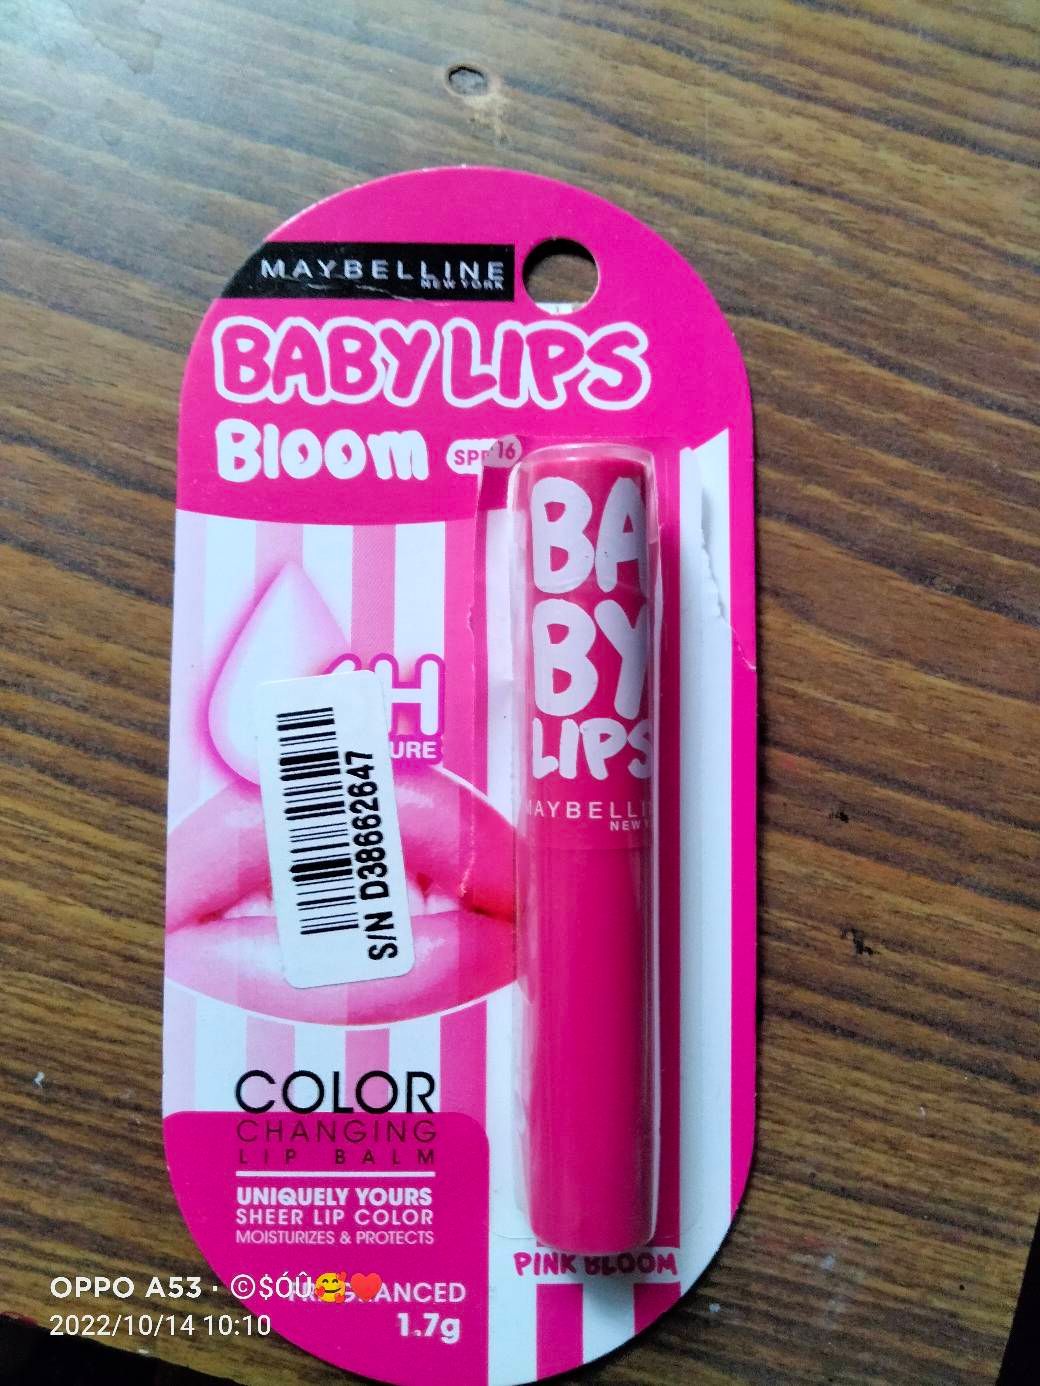 MAYBELLINE
NEW YORK
BABY LIPS
Bloom SPF 16
BA
BY
LIPS
NEW
H
S/N D38662647
COLOR
CHANGING
LIP BALM
UNIQUELY YOURS
SHEER LIP COLOR
MOISTURIZES & PROTECTS
PINK BLOOM
1.7g
OPPO A53 · ©$ÓÛ🥰❤️
2022/10/14 10:10